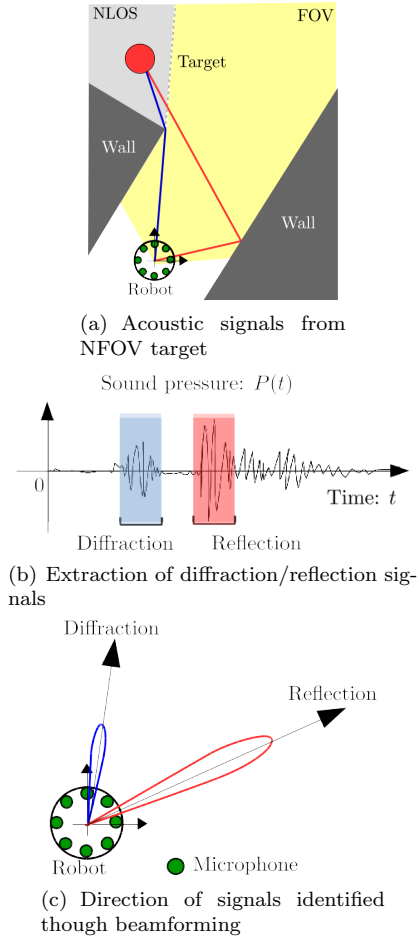 NLOS
FOV
Target
Wall
Wall
Robot
(a) Acoustic signals from
NFOV target
Sound pressure: P(t)
0
Time: t
Diffraction
Reflection
(b) Extraction of diffraction/reflection sig-
nals
Diffraction
Reflection
Robot
Microphone
(c) Direction of signals identified
though beamforming